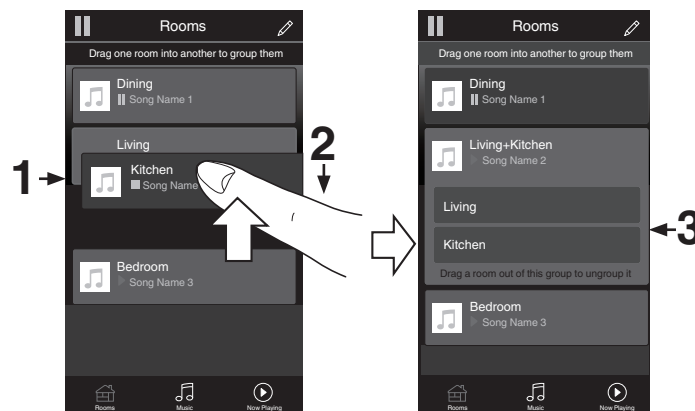 Rooms
Drag one room into another to group them
Dining
Song Name 1
Living
Kitchen
Song Name
Bedroom
Song Name 3
Rooms
Music
Now Playing
1
2
Rooms
Drag one room into another to group them
Dining
Song Name 1
Living+Kitchen
Song Name 2
Living
Kitchen
Drag a room out of this group to ungroup it
Bedroom
Song Name 3
Rooms
Music
Now Playing
3